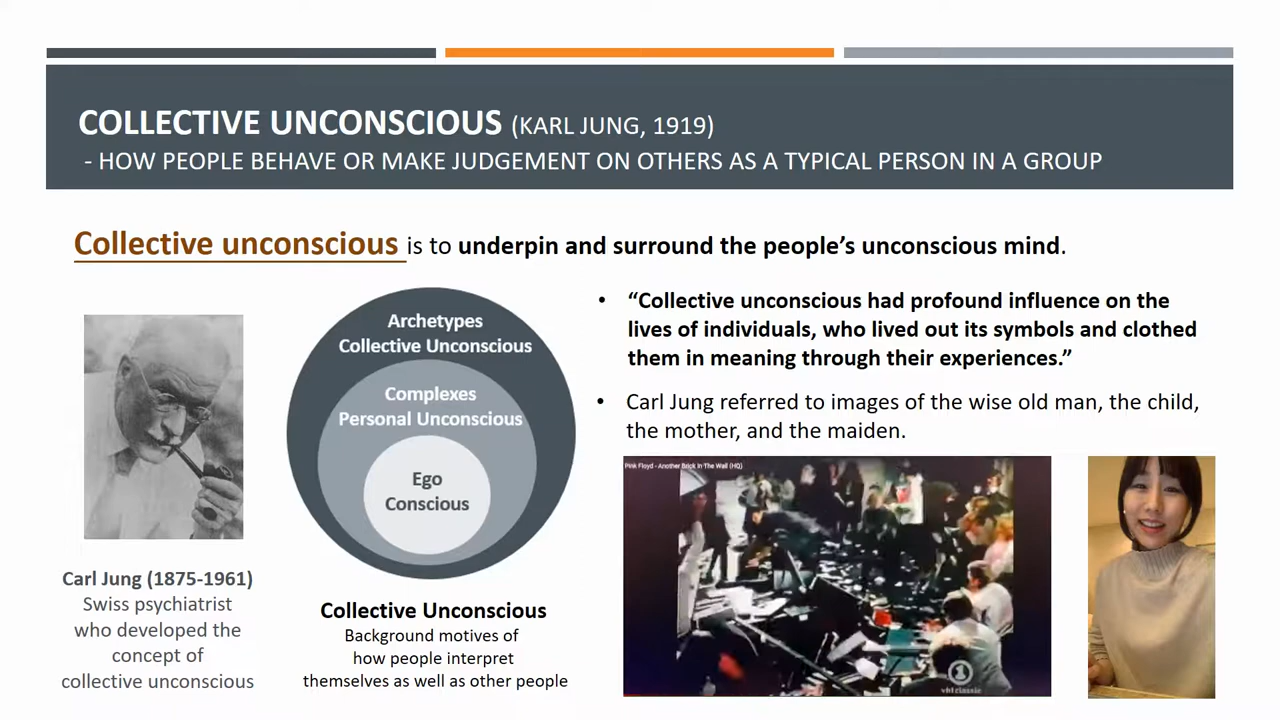 COLLECTIVE UNCONSCIOUS (KARL JUNG, 1919)
- HOW PEOPLE BEHAVE OR MAKE JUDGEMENT ON OTHERS AS A TYPICAL PERSON IN A GROUP
Collective unconscious is to underpin and surround the people’s unconscious mind.
Archetypes
Collective Unconscious
Complexes
Personal Unconscious
Ego
Conscious
Carl Jung (1875-1961)
Swiss psychiatrist
who developed the
concept of
collective unconscious
Collective Unconscious
Background motives of
how people interpret
themselves as well as other people
• “Collective unconscious had profound influence on the
lives of individuals, who lived out its symbols and clothed
them in meaning through their experiences.”
• Carl Jung referred to images of the wise old man, the child,
the mother, and the maiden.
Pink Floyd - Another Brick In The Wall (HQ)
vh1classic